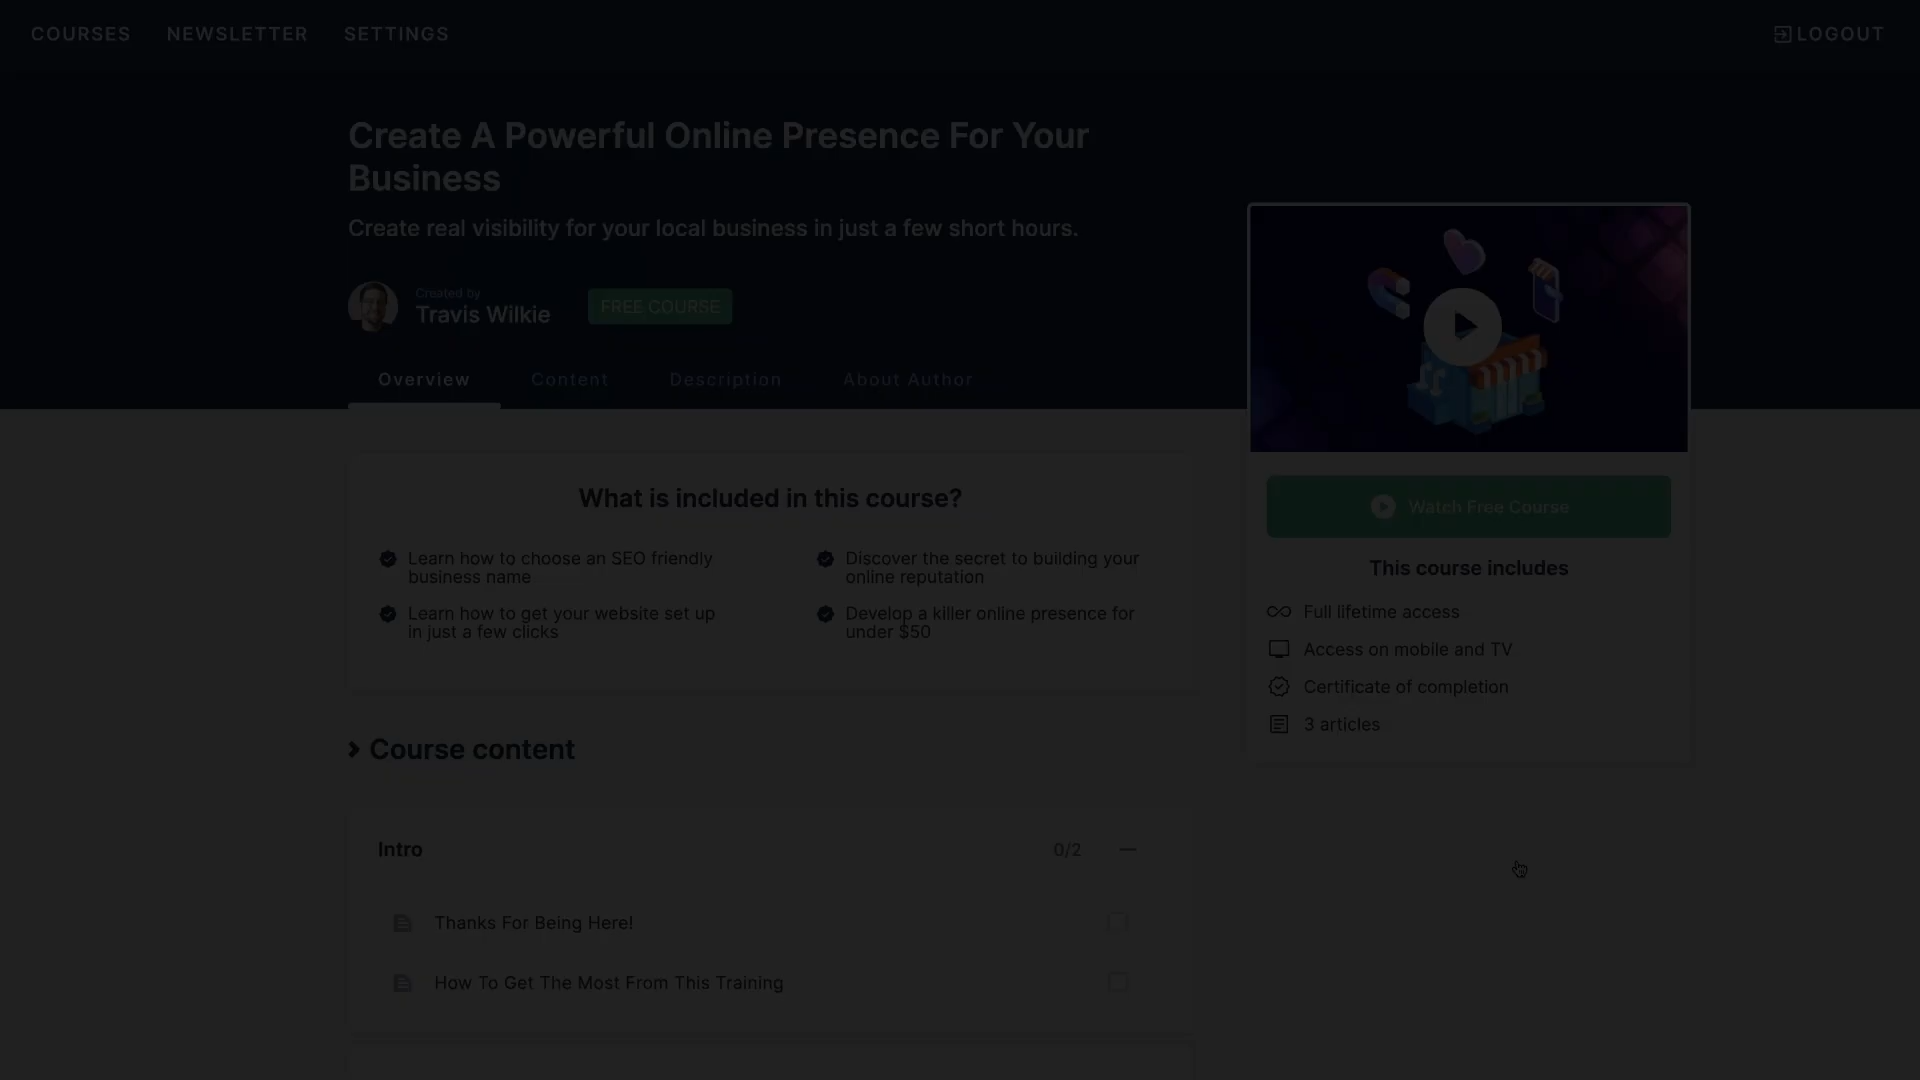 COURSES NEWSLETTER SETTINGS LOGOUT
Create A Powerful Online Presence For Your
Business
Create real visibility for your local business in just a few short hours.
Created by
Travis Wilkie
FREE COURSE
Overview Content Description About Author
What is included in this course?
Learn how to choose an SEO friendly
business name
Discover the secret to building your
online reputation
Learn how to get your website set up
in just a few clicks
Develop a killer online presence for
under $50
Watch Free Course
This course includes
Full lifetime access
Access on mobile and TV
Certificate of completion
3 articles
Course content
Intro 0/2
Thanks For Being Here!
How To Get The Most From This Training